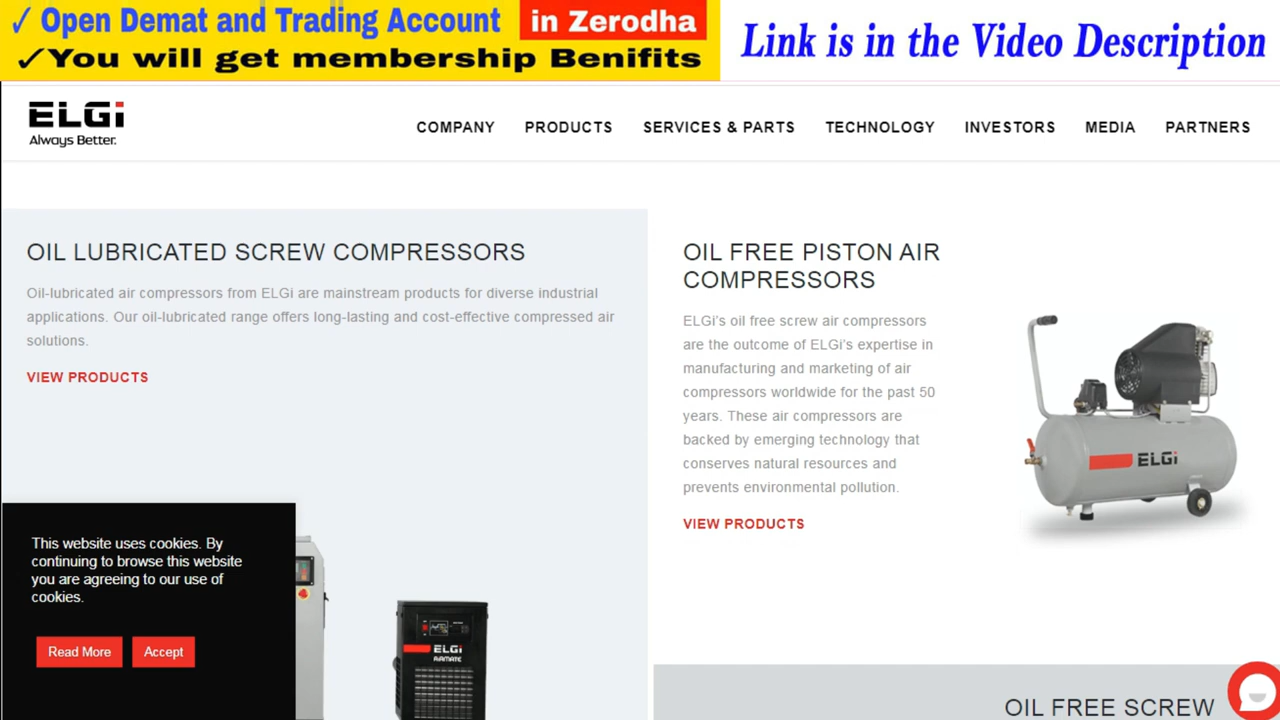 ✓ Open Demat and Trading Account in Zerodha
✓You will get membership Benifits
Link is in the Video Description
ELGi
Always Better.
COMPANY PRODUCTS SERVICES & PARTS TECHNOLOGY INVESTORS MEDIA PARTNERS
OIL LUBRICATED SCREW COMPRESSORS
Oil-lubricated air compressors from ELGi are mainstream products for diverse industrial
applications. Our oil-lubricated range offers long-lasting and cost-effective compressed air
solutions.
VIEW PRODUCTS
OIL FREE PISTON AIR
COMPRESSORS
ELGi's oil free screw air compressors
are the outcome of ELGi's expertise in
manufacturing and marketing of air
compressors worldwide for the past 50
years. These air compressors are
backed by emerging technology that
conserves natural resources and
prevents environmental pollution.
VIEW PRODUCTS
ELGi
This website uses cookies. By
continuing to browse this website
you are agreeing to our use of
cookies.
Read More Accept
ELGi
AIRMATE
OIL FREE SCREW